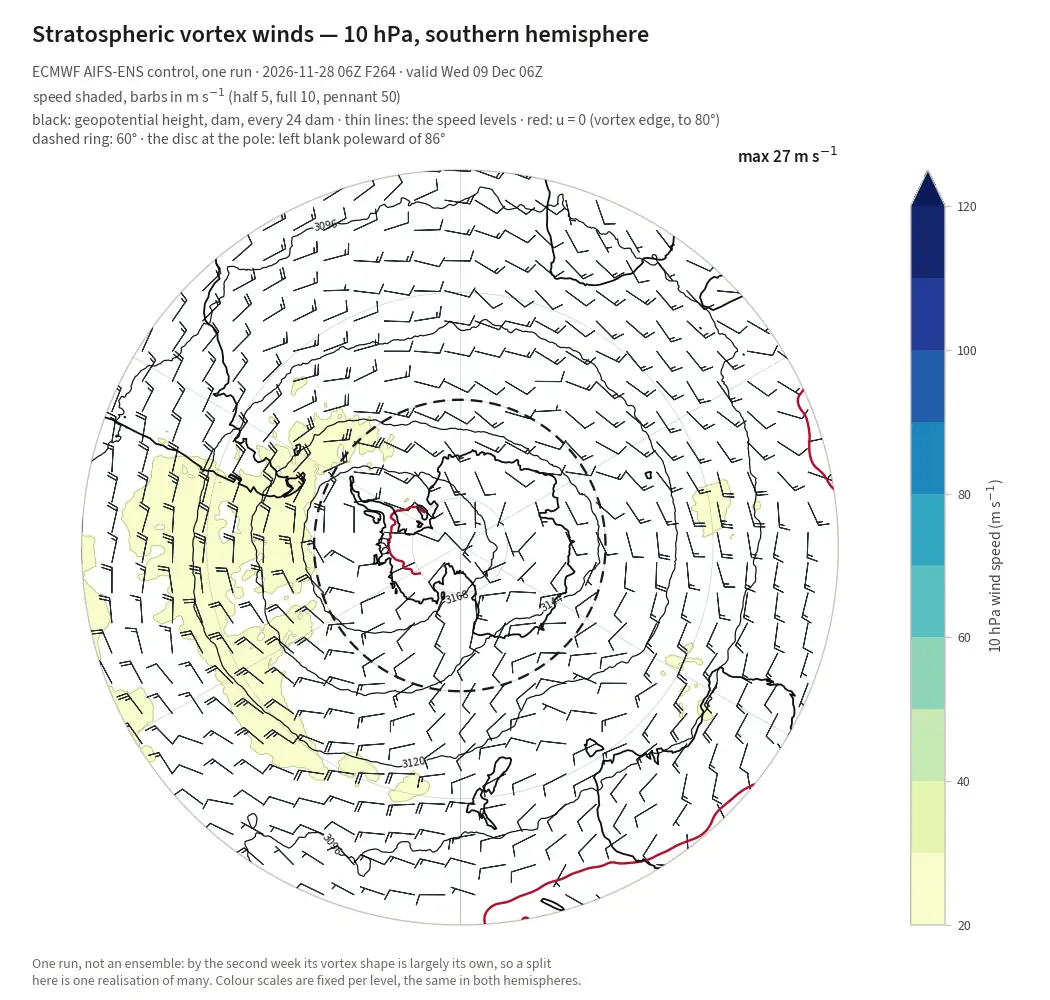 Stratospheric vortex winds — 10 hPa, southern hemisphere
ECMWF AIFS-ENS control, one run · 2026-11-28 06Z F264 · valid Wed 09 Dec 06Z
speed shaded, barbs in m s⁻¹ (half 5, full 10, pennant 50)
black: geopotential height, dam, every 24 dam · thin lines: the speed levels · red: u = 0 (vortex edge, to 80°)
dashed ring: 60° · the disc at the pole: left blank poleward of 86°
max 27 m s⁻¹
3096
3168
3120
3096
120
100
80
60
40
20
10 hPa wind speed (m s⁻¹)
One run, not an ensemble: by the second week its vortex shape is largely its own, so a split
here is one realisation of many. Colour scales are fixed per level, the same in both hemispheres.